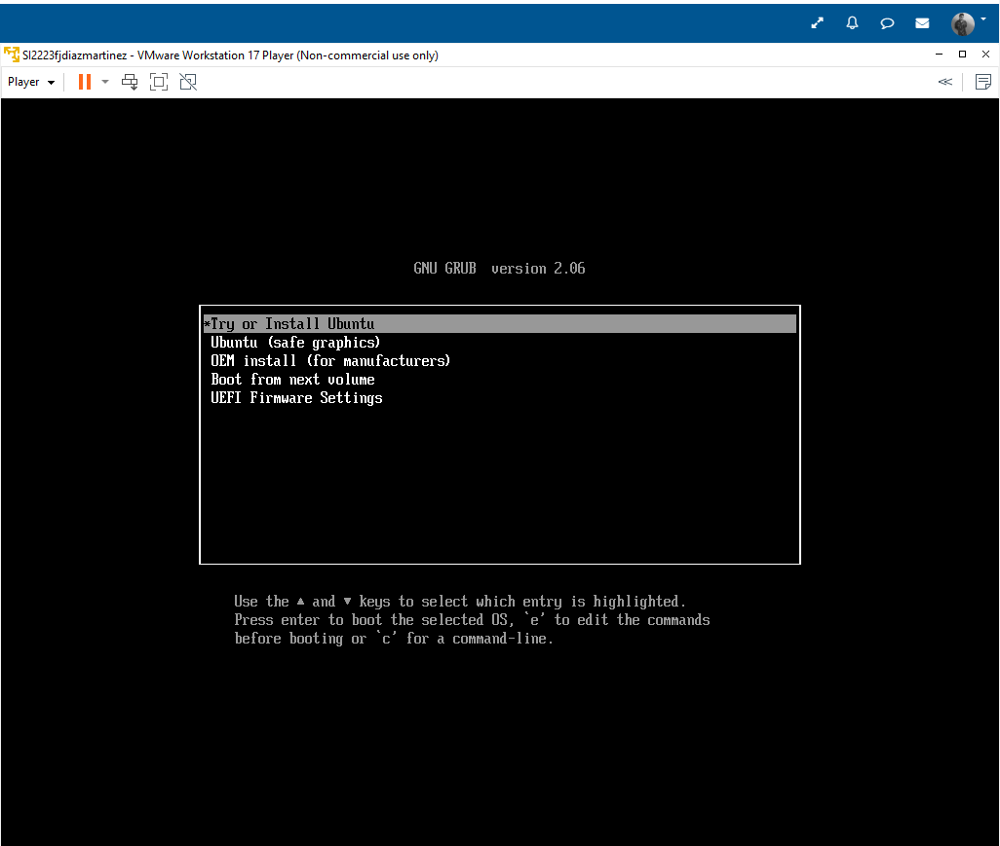 SI2223fjdiazmartinez - VMware Workstation 17 Player (Non-commercial use only)
Player
GNU GRUB  version 2.06
*Try or Install Ubuntu
Ubuntu (safe graphics)
OEM install (for manufacturers)
Boot from next volume
UEFI Firmware Settings
Use the ▲ and ▼ keys to select which entry is highlighted.
Press enter to boot the selected OS, `e' to edit the commands
before booting or `c' for a command-line.